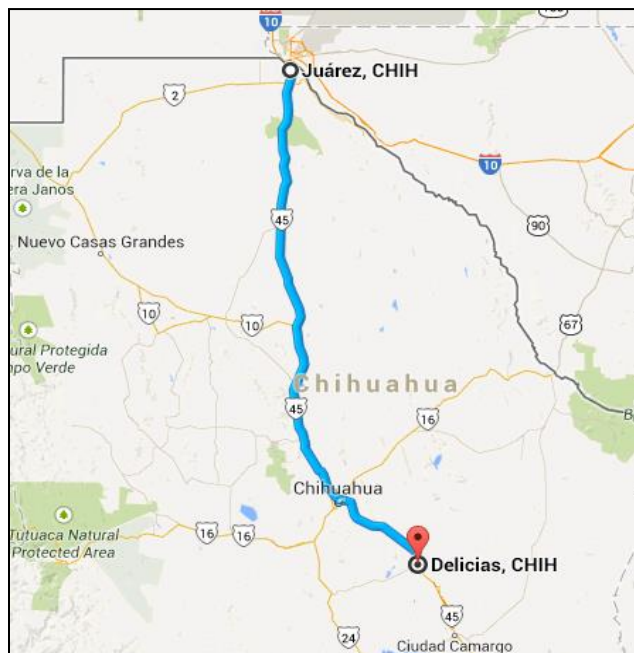 10
Juárez, CHIH
2
10
rva de la
era Janos
45
90
Nuevo Casas Grandes
10
10
67
ural Protegida
po Verde
Chihuahua
45
16
Chihuahua
Tutuaca Natural
Protected Area
16
16
Delicias, CHIH
45
24
Ciudad Camargo